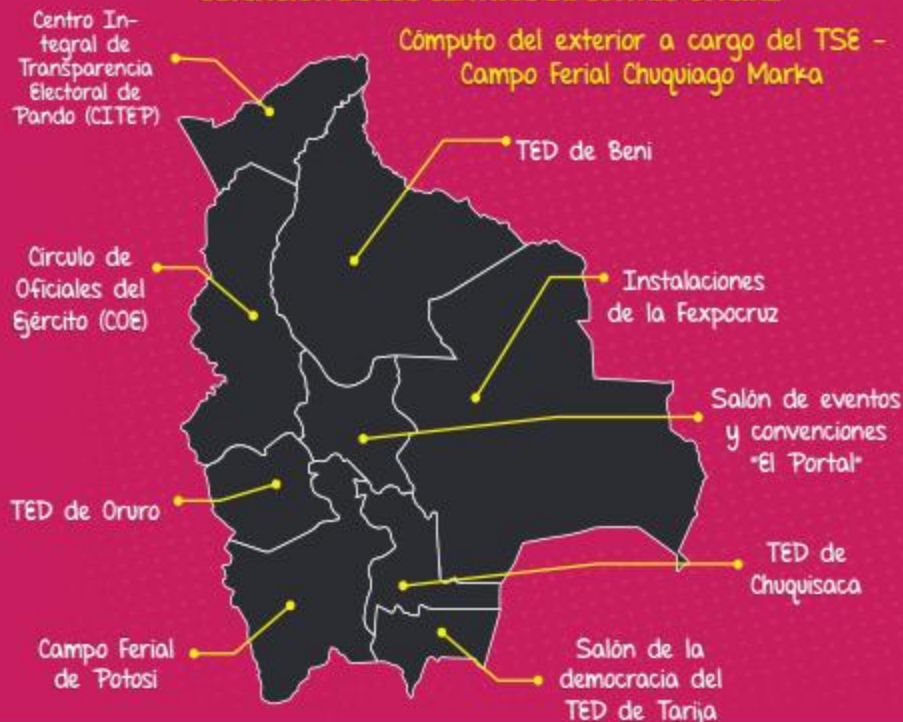 Cómputo del exterior a cargo del TSE –
Campo Ferial Chuquiago Marka
Centro In-
tegral de
Transparencia
Electoral de
Pando (CITEP)
TED de Beni
Círculo de
Oficiales del
Ejército (COE)
Instalaciones
de la Fexpocruz
Salón de eventos
y convenciones
"El Portal"
TED de Oruro
TED de
Chuquisaca
Campo Ferial
de Potosí
Salón de la
democracia del
TED de Tarija